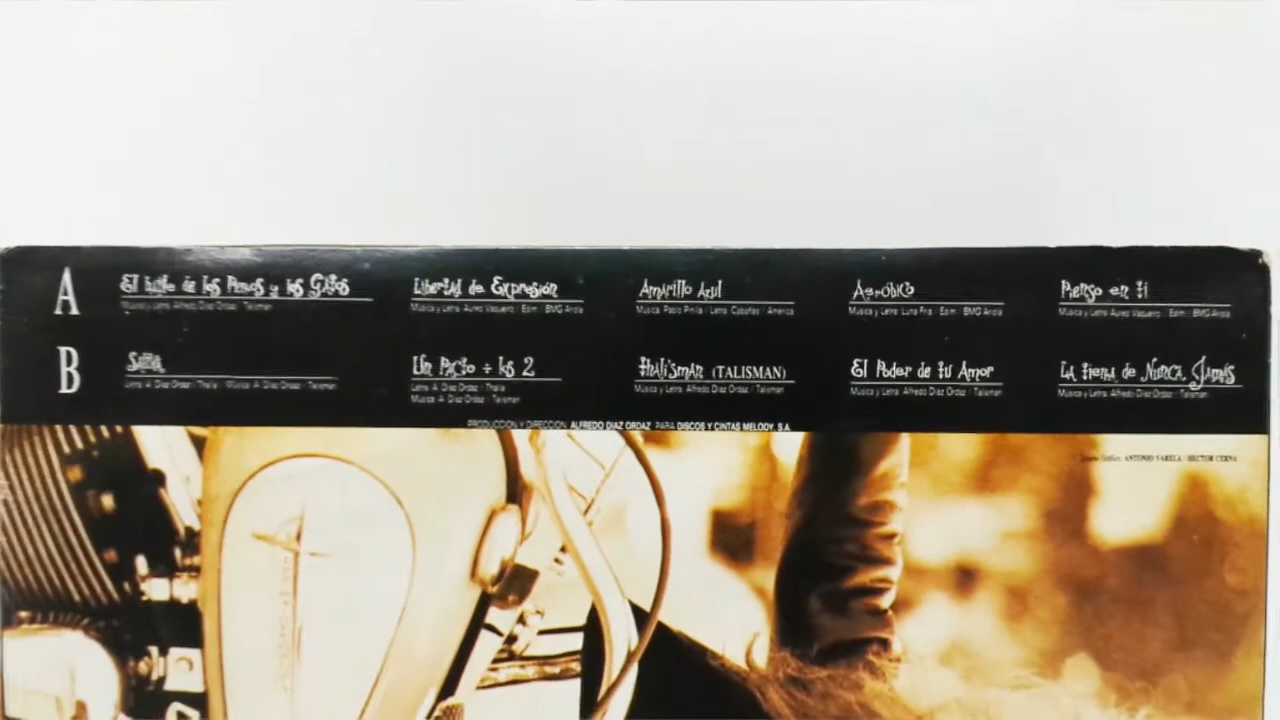 A
El baile de los Perros y los Gatos
Musica y Letra: Alfredo Diaz Ordaz / Talisman
Libertad de Expresión
Musica y Letra: Aureo Vaqueiro / Edim / BMG Ariola
Amarillo Azul
Musica: Pablo Pinilla / Letra: Cabañas / America
Aeróbico
Musica y Letra: Luna Fria / Edim / BMG Ariola
Pienso en ti
Musica y Letra: Aureo Vaqueiro / Edim / BMG Ariola
B
Saliva
Letra: A. Diaz Ordaz / Thalia / Musica: A. Diaz Ordaz / Talisman
Un Pacto ÷ los 2
Letra: A. Diaz Ordaz / Thalia
Musica: A. Diaz Ordaz / Talisman
Thalisman (TALISMAN)
Musica y Letra: Alfredo Diaz Ordaz / Talisman
El Poder de tu Amor
Musica y Letra: Alfredo Diaz Ordaz / Talisman
La tierra de Nunca Jamás
Musica y Letra: Alfredo Diaz Ordaz / Talisman
PRODUCCION Y DIRECCION: ALFREDO DIAZ ORDAZ PARA DISCOS Y CINTAS MELODY, S.A.
ANTONIO VARELA / HECTOR CERVA